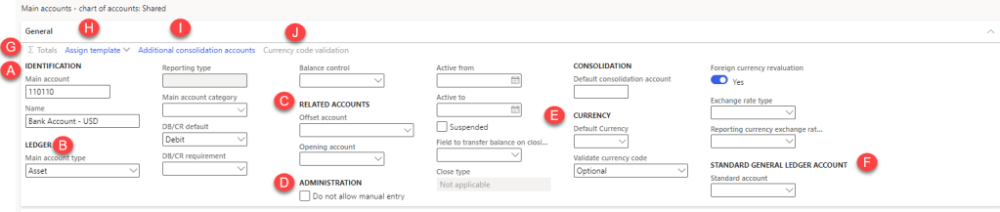 Main accounts - chart of accounts: Shared
General
H I J
G Σ Totals Assign template Additional consolidation accounts Currency code validation
A IDENTIFICATION
Main account
110110
Name
Bank Account - USD
LEDGER B
Main account type
Asset
Reporting type
Main account category
DB/CR default
Debit
DB/CR requirement
Balance control
C RELATED ACCOUNTS
Offset account
Opening account
D ADMINISTRATION
Do not allow manual entry
Active from
Active to
Suspended
Field to transfer balance on closi...
Close type
Not applicable
CONSOLIDATION
Default consolidation account
E CURRENCY
Default Currency
Validate currency code
Optional
Foreign currency revaluation
Yes
Exchange rate type
Reporting currency exchange rat...
STANDARD GENERAL LEDGER ACCOUNT F
Standard account